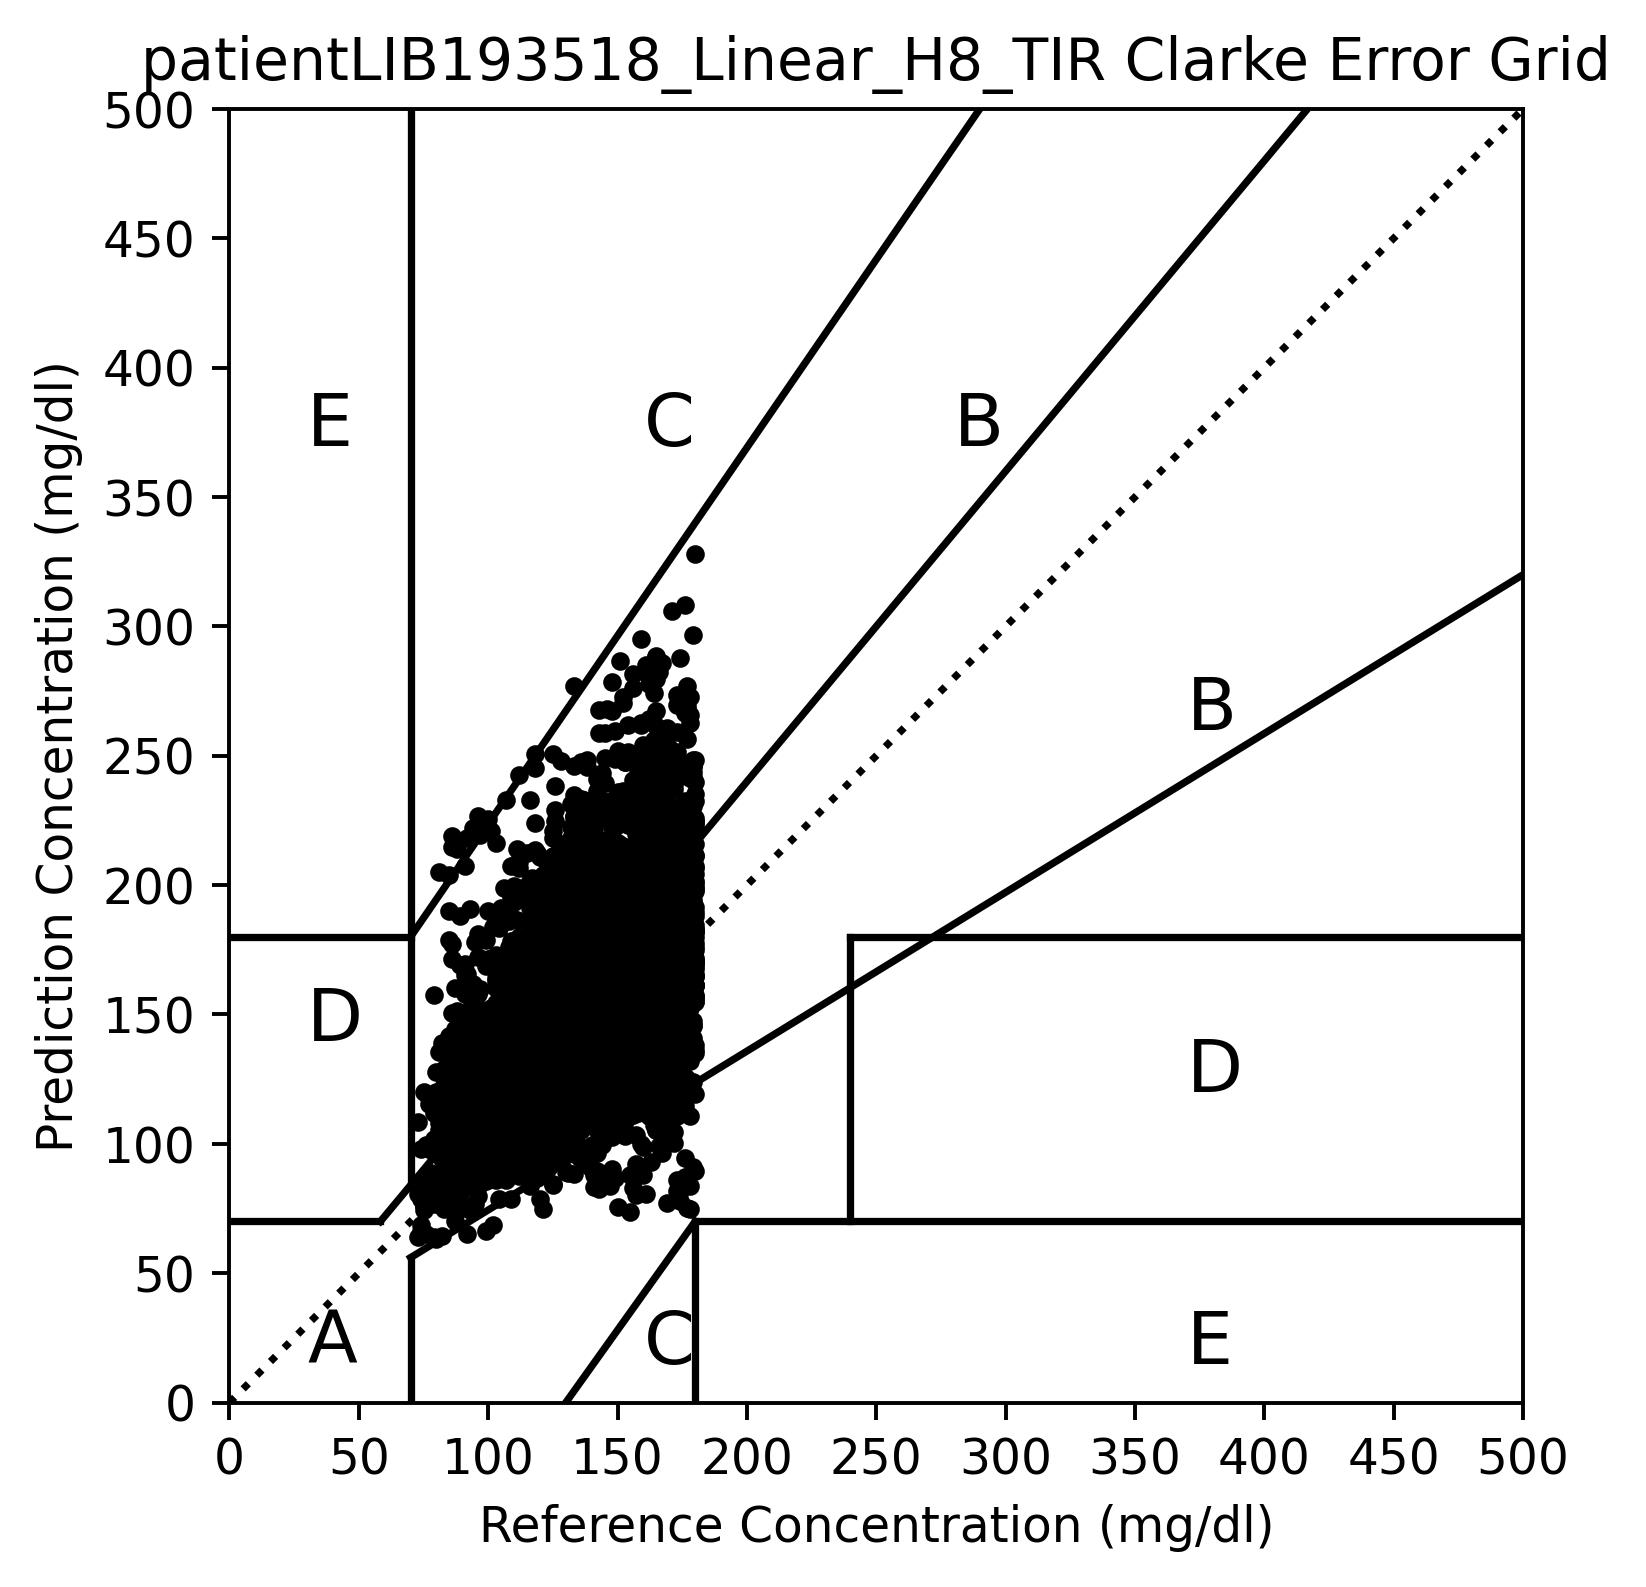 patientLIB193518_Linear_H8_TIR Clarke Error Grid
500
450
400
350
300
250
200
150
100
50
0
Prediction Concentration (mg/dl)
E
C
B
B
D
D
A
C
E
0 50 100 150 200 250 300 350 400 450 500
Reference Concentration (mg/dl)